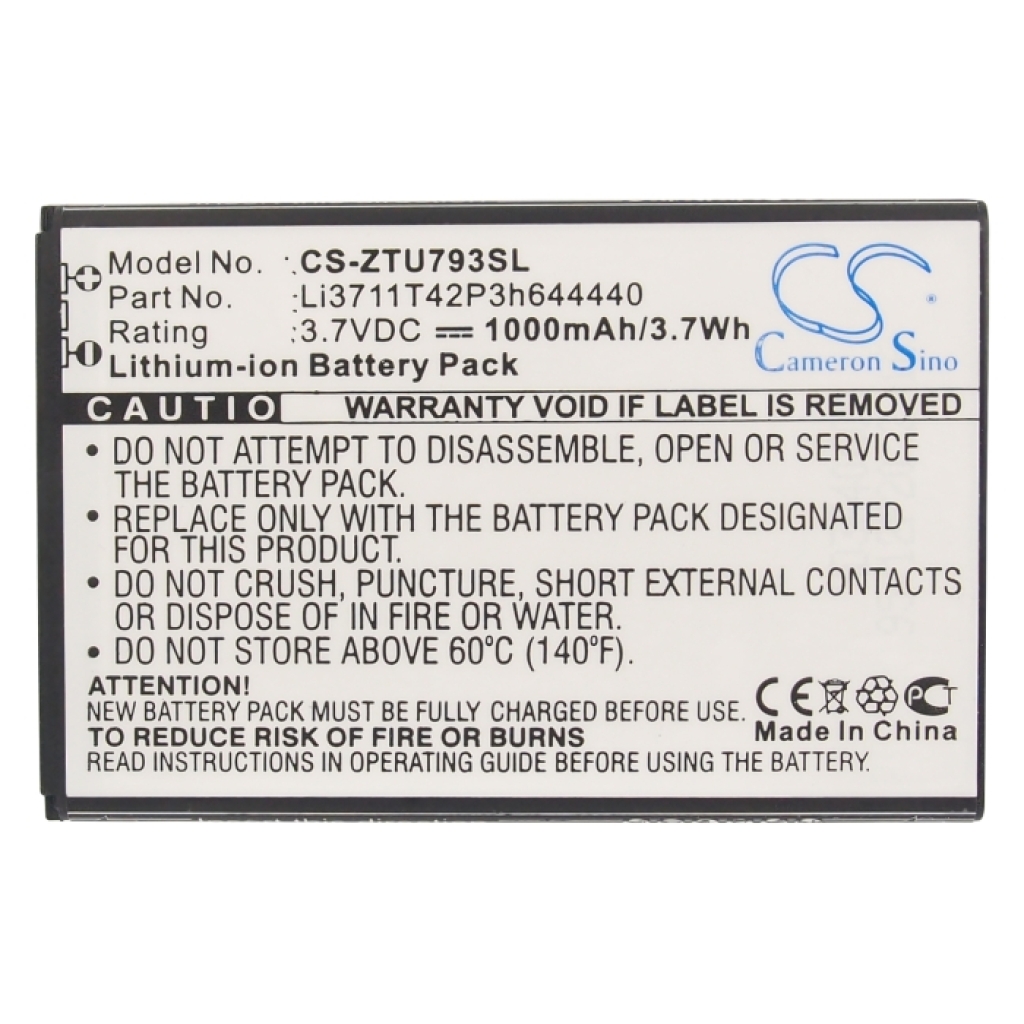 Model No. : CS-ZTU793SL
Part No. : Li3711T42P3h644440
Rating : 3.7VDC 1000mAh/3.7Wh
Lithium-ion Battery Pack
CS
Cameron Sino
CAUTIO WARRANTY VOID IF LABEL IS REMOVED
• DO NOT ATTEMPT TO DISASSEMBLE, OPEN OR SERVICE
THE BATTERY PACK.
• REPLACE ONLY WITH THE BATTERY PACK DESIGNATED
FOR THIS PRODUCT.
• DO NOT CRUSH, PUNCTURE, SHORT EXTERNAL CONTACTS
OR DISPOSE OF IN FIRE OR WATER.
• DO NOT STORE ABOVE 60°C (140°F).
ATTENTION!
NEW BATTERY PACK MUST BE FULLY CHARGED BEFORE USE.
TO REDUCE RISK OF FIRE OR BURNS
READ INSTRUCTIONS IN OPERATING GUIDE BEFORE USING THE BATTERY.
CE PCT
Made In China